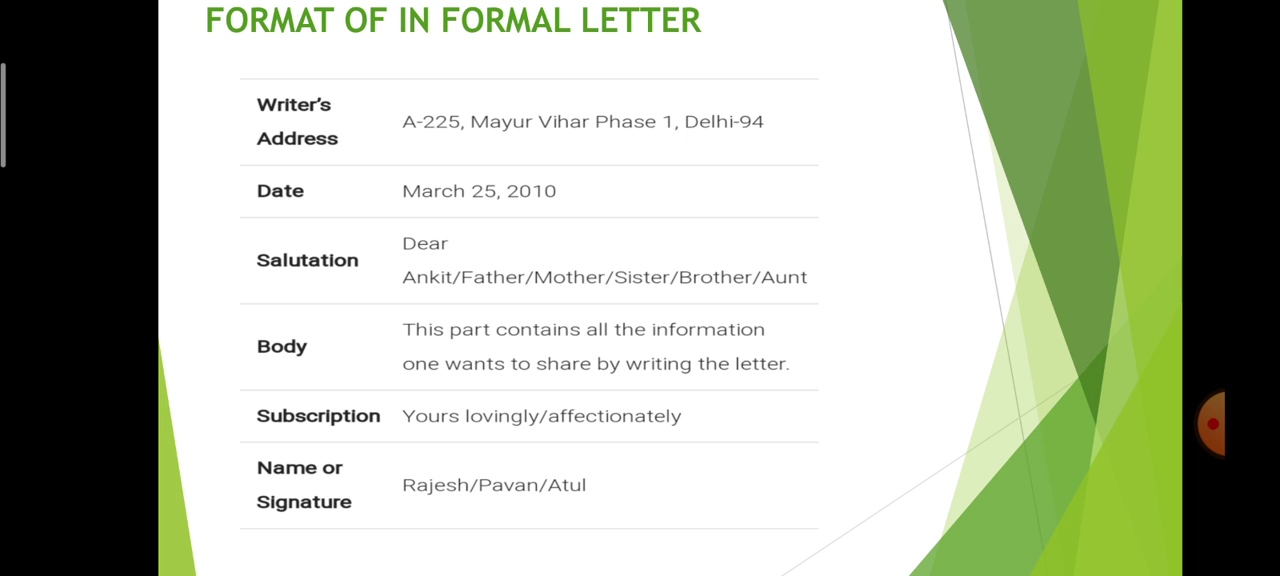 FORMAT OF IN FORMAL LETTER
Writer's
Address
A-225, Mayur Vihar Phase 1, Delhi-94
Date
March 25, 2010
Salutation
Dear
Ankit/Father/Mother/Sister/Brother/Aunt
Body
This part contains all the information
one wants to share by writing the letter.
Subscription
Yours lovingly/affectionately
Name or
Signature
Rajesh/Pavan/Atul